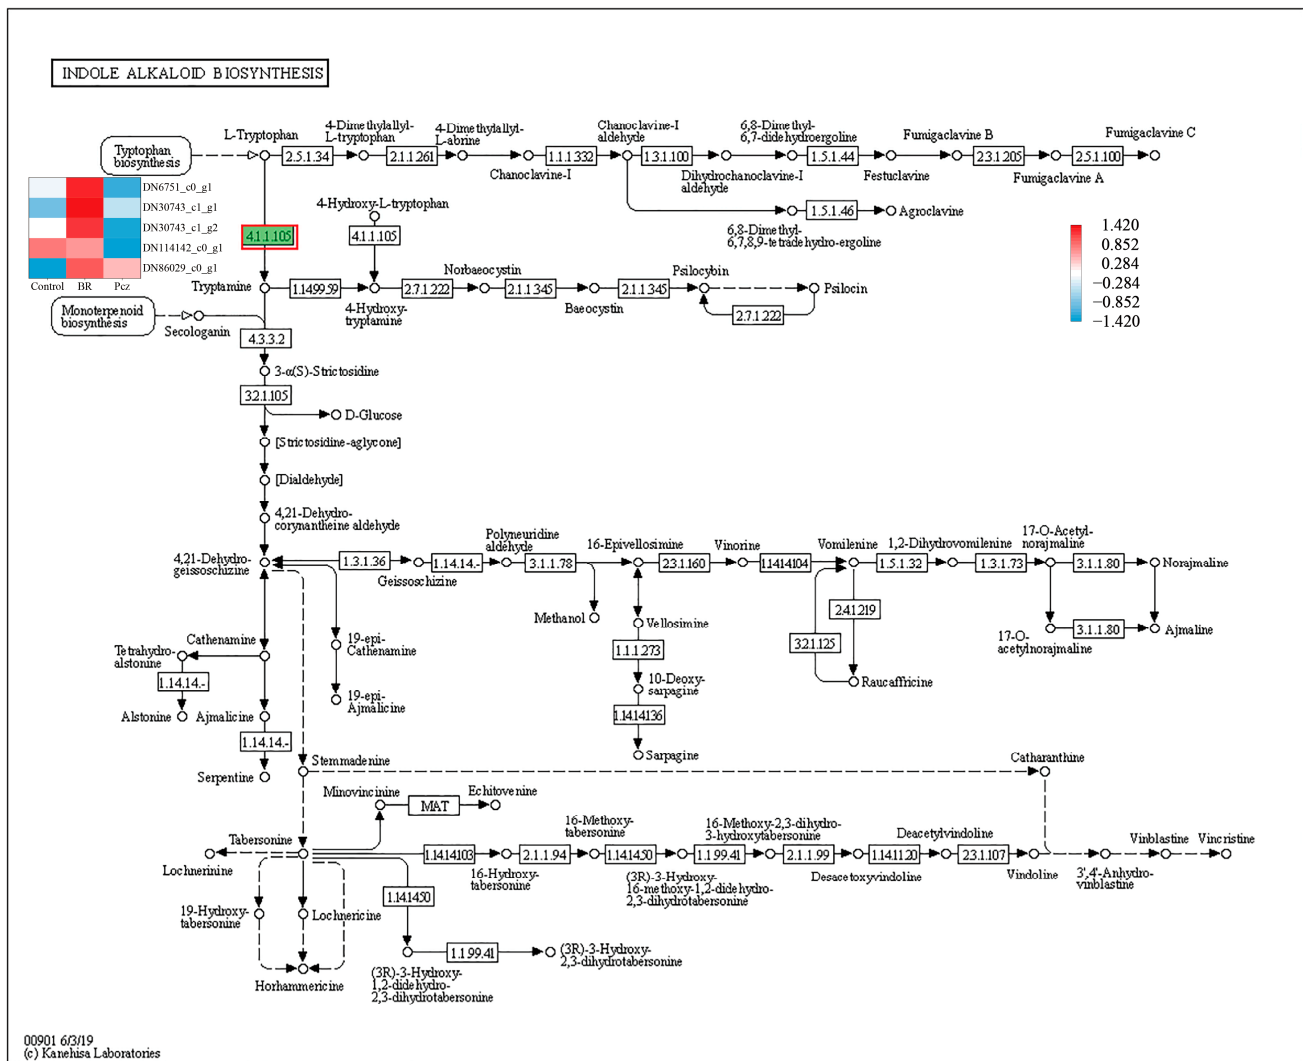 INDOLE ALKALOID BIOSYNTHESIS
Typtophan
biosynthesis
L-Tryptophan
2.5.1.34
4-Dimethylallyl-
L-tryptophan
2.1.1.261
4-Dimethylallyl-
L-abrine
Chanoclavine-I
1.1.1.332
Chanoclavine-I
aldehyde
1.3.1.100
Dihydrochanoclavine-I
aldehyde
6,8-Dimethyl-
6,7-didehydroergoline
1.5.1.44
Festuclavine
Fumigaclavine B
2.3.1.205
Fumigaclavine A
2.5.1.100
Fumigaclavine C
6,8-Dimethyl-
6,7,8,9-tetradehydro-ergoline
1.5.1.46
Agroclavine
DN6751_c0_g1
DN30743_c1_g1
DN30743_c1_g2
DN114142_c0_g1
DN86029_c0_g1
Control
BR
Pcz
4.1.1.105
4-Hydroxy-L-tryptophan
4.1.1.105
1.420
0.852
0.284
−0.284
−0.852
−1.420
Tryptamine
1.14.99.59
4-Hydroxy-
tryptamine
2.7.1.222
Norbaeocystin
2.1.1.345
Baeocystin
2.1.1.345
Psilocybin
Psilocin
2.7.1.222
Monoterpenoid
biosynthesis
Secologanin
4.3.3.2
3-α(S)-Strictosidine
3.2.1.105
D-Glucose
[Strictosidine-aglycone]
[Dialdehyde]
4,21-Dehydro-
corynantheine aldehyde
4,21-Dehydro-
geissoschizine
1.3.1.36
Geissoschizine
1.14.14.-
Polyneuridine
aldehyde
3.1.1.78
Methanol
16-Epivellosimine
2.3.1.160
Vinorine
1.14.14.104
Vomilenine
1.5.1.32
1,2-Dihydrovomilenine
1.3.1.73
17-O-Acetyl-
norajmaline
3.1.1.80
Norajmaline
2.4.1.219
3.2.1.125
Raucaffricine
17-O-
acetylnorajmaline
3.1.1.80
Ajmaline
Vellosimine
1.1.1.273
10-Deoxy-
sarpagine
1.14.14.136
Sarpagine
Cathenamine
Tetrahydro-
alstonine
1.14.14.-
Alstonine
Ajmalicine
1.14.14.-
Serpentine
19-epi-
Cathenamine
19-epi-
Ajmalicine
Stemmadenine
Catharanthine
Minovincinine
MAT
Echitovenine
Tabersonine
Lochnerinine
1.14.14.103
16-Hydroxy-
tabersonine
2.1.1.94
16-Methoxy-
tabersonine
1.14.14.50
(3R)-3-Hydroxy-
16-methoxy-1,2-didehydro-
2,3-dihydrotabersonine
1.1.99.41
16-Methoxy-2,3-dihydro-
3-hydroxytabersonine
2.1.1.99
Desacetoxyvindoline
1.14.11.20
Deacetylvindoline
2.3.1.107
Vindoline
3',4'-Anhydro-
vinblastine
Vinblastine
Vincristine
1.14.14.50
19-Hydroxy-
tabersonine
Lochnericine
Horhammericine
(3R)-3-Hydroxy-
1,2-didehydro-
2,3-dihydrotabersonine
1.1.99.41
(3R)-3-Hydroxy-
2,3-dihydrotabersonine
00901 6/3/19
(c) Kanehisa Laboratories